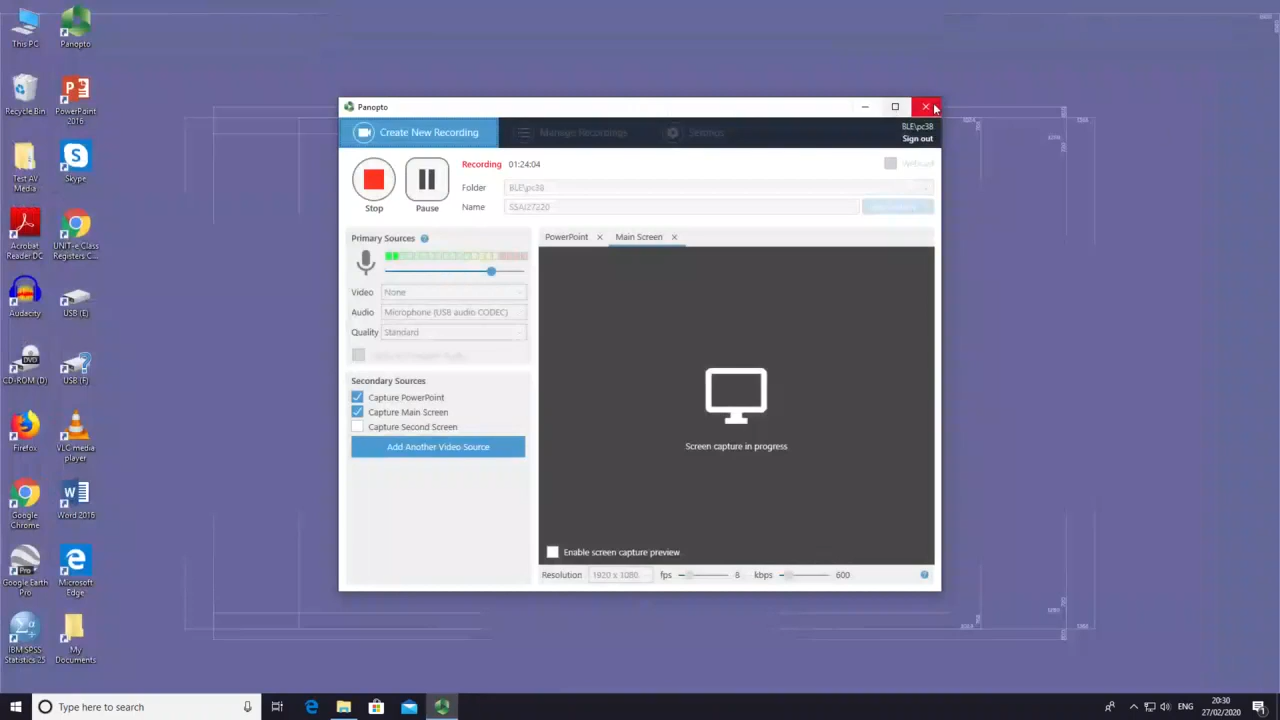 This PC
Panopto
Recycle Bin
PowerPoint
2016
Test AV
Media
Skype
Acrobat
Reader DC
UNIT-e Class
Registers C...
Audacity
USB (E)
CD-ROM (D)
USB (F)
Firefox
VLC media
player
Google
Chrome
Word 2016
Google Earth
Pro
Microsoft
Edge
IBM SPSS
Statistics 25
My
Documents
Panopto
Create New Recording
Manage Recordings
Settings
BLE\pc38
Sign out
Stop
Pause
Recording 01:24:04
Webcast
Folder BLE\pc38
Name SSAI27220
Primary Sources
Video None
Audio Microphone (USB audio CODEC)
Quality Standard
Secondary Sources
Capture PowerPoint
Capture Main Screen
Capture Second Screen
Add Another Video Source
PowerPoint
Main Screen
Screen capture in progress
Enable screen capture preview.
Resolution 1920 x 1080 fps 8 kbps 600
Type here to search
ENG
20:30
27/02/2020